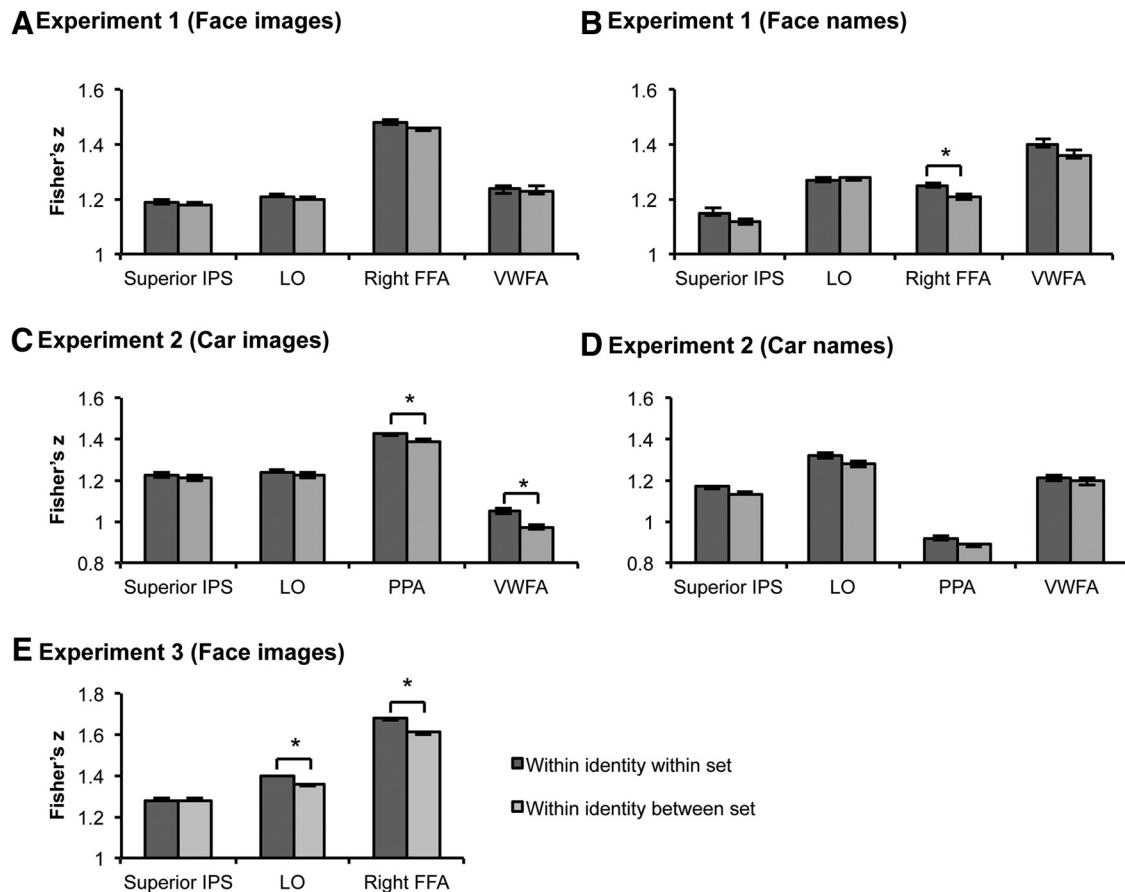 A Experiment 1 (Face images)
Fisher's z
1.6
1.4
1.2
1
Superior IPS LO Right FFA VWFA
B Experiment 1 (Face names)
1.6
1.4
1.2
1
*
Superior IPS LO Right FFA VWFA
C Experiment 2 (Car images)
Fisher's z
1.6
1.4
1.2
1
0.8
*
*
Superior IPS LO PPA VWFA
D Experiment 2 (Car names)
1.6
1.4
1.2
1
0.8
Superior IPS LO PPA VWFA
E Experiment 3 (Face images)
Fisher's z
1.8
1.6
1.4
1.2
1
*
*
Superior IPS LO Right FFA
Within identity within set
Within identity between set